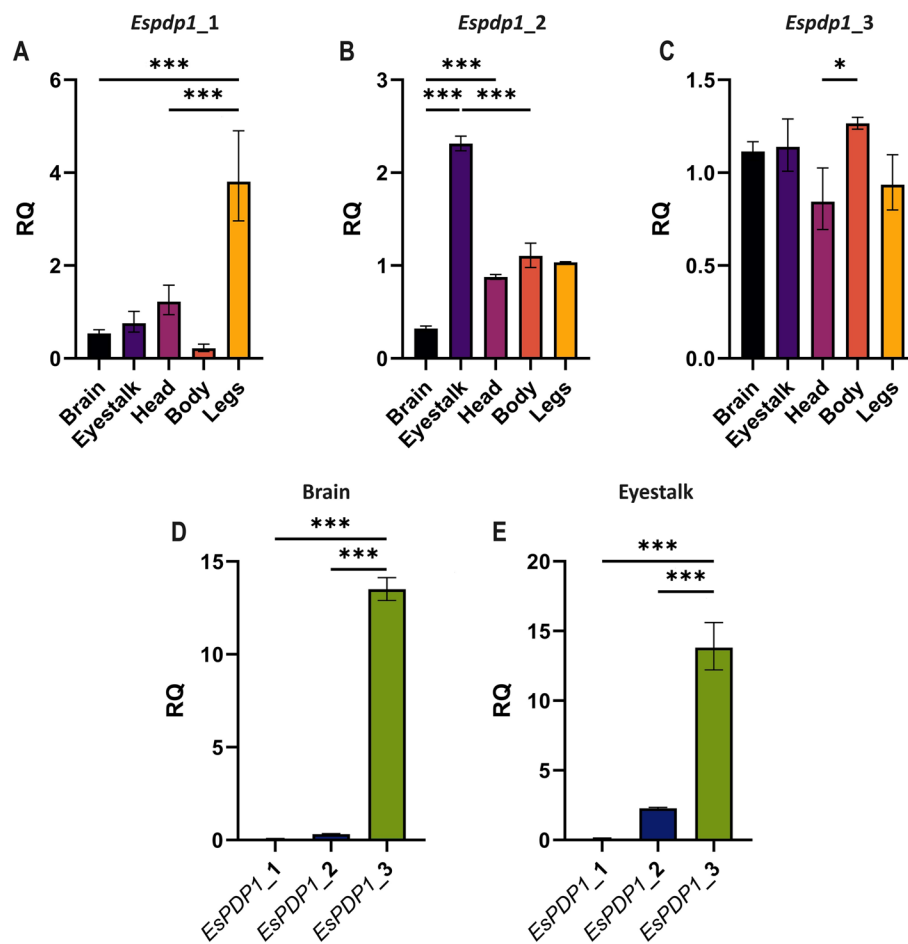 Espdp1_1
A
***
***
6
4
2
0
RQ
Brain
Eyestalk
Head
Body
Legs
Espdp1_2
B
***
*** ***
3
2
1
0
RQ
Brain
Eyestalk
Head
Body
Legs
Espdp1_3
C
*
1.5
1.0
0.5
0.0
RQ
Brain
Eyestalk
Head
Body
Legs
Brain
D
***
***
15
10
5
0
RQ
EsPDP1_1
EsPDP1_2
EsPDP1_3
Eyestalk
E
***
***
20
15
10
5
0
RQ
EsPDP1_1
EsPDP1_2
EsPDP1_3